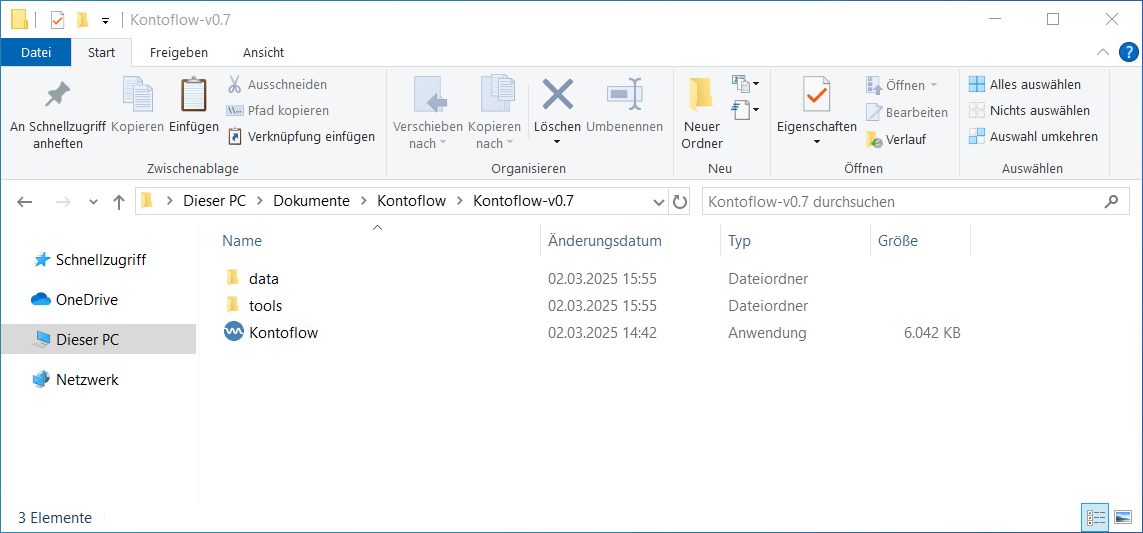 Kontoflow-v0.7
Datei Start Freigeben Ansicht
An Schnellzugriff anheften
Kopieren
Einfügen
Ausschneiden
Pfad kopieren
Verknüpfung einfügen
Zwischenablage
Verschieben nach
Kopieren nach
Löschen
Umbenennen
Organisieren
Neuer Ordner
Neu
Eigenschaften
Öffnen
Bearbeiten
Verlauf
Öffnen
Alles auswählen
Nichts auswählen
Auswahl umkehren
Auswählen
Dieser PC > Dokumente > Kontoflow > Kontoflow-v0.7
Kontoflow-v0.7 durchsuchen
Schnellzugriff
OneDrive
Dieser PC
Netzwerk
Name Änderungsdatum Typ Größe
data 02.03.2025 15:55 Dateiordner
tools 02.03.2025 15:55 Dateiordner
Kontoflow 02.03.2025 14:42 Anwendung 6.042 KB
3 Elemente